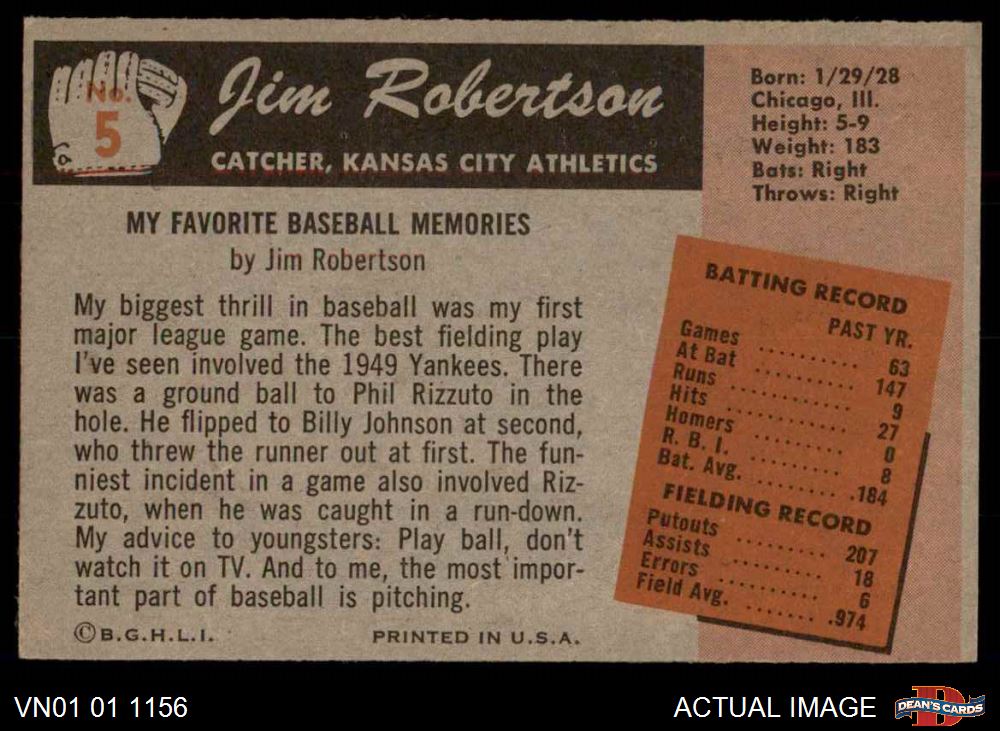 No.
5
Jim Robertson
CATCHER, KANSAS CITY ATHLETICS
Born: 1/29/28
Chicago, Ill.
Height: 5-9
Weight: 183
Bats: Right
Throws: Right
MY FAVORITE BASEBALL MEMORIES
by Jim Robertson
My biggest thrill in baseball was my first
major league game. The best fielding play
I've seen involved the 1949 Yankees. There
was a ground ball to Phil Rizzuto in the
hole. He flipped to Billy Johnson at second,
who threw the runner out at first. The fun-
niest incident in a game also involved Riz-
zuto, when he was caught in a run-down.
My advice to youngsters: Play ball, don't
watch it on TV. And to me, the most impor-
tant part of baseball is pitching.
©B.G.H.L.I. PRINTED IN U.S.A.
BATTING RECORD
PAST YR.
Games .......... 63
At Bat .......... 147
Runs .......... 9
Hits .......... 27
Homers .......... 0
R. B. I. .......... 8
Bat. Avg. .......... .184
FIELDING RECORD
Putouts .......... 207
Assists .......... 18
Errors .......... 6
Field Avg. .......... .974
VN01 01 1156 ACTUAL IMAGE
DEAN'S CARDS